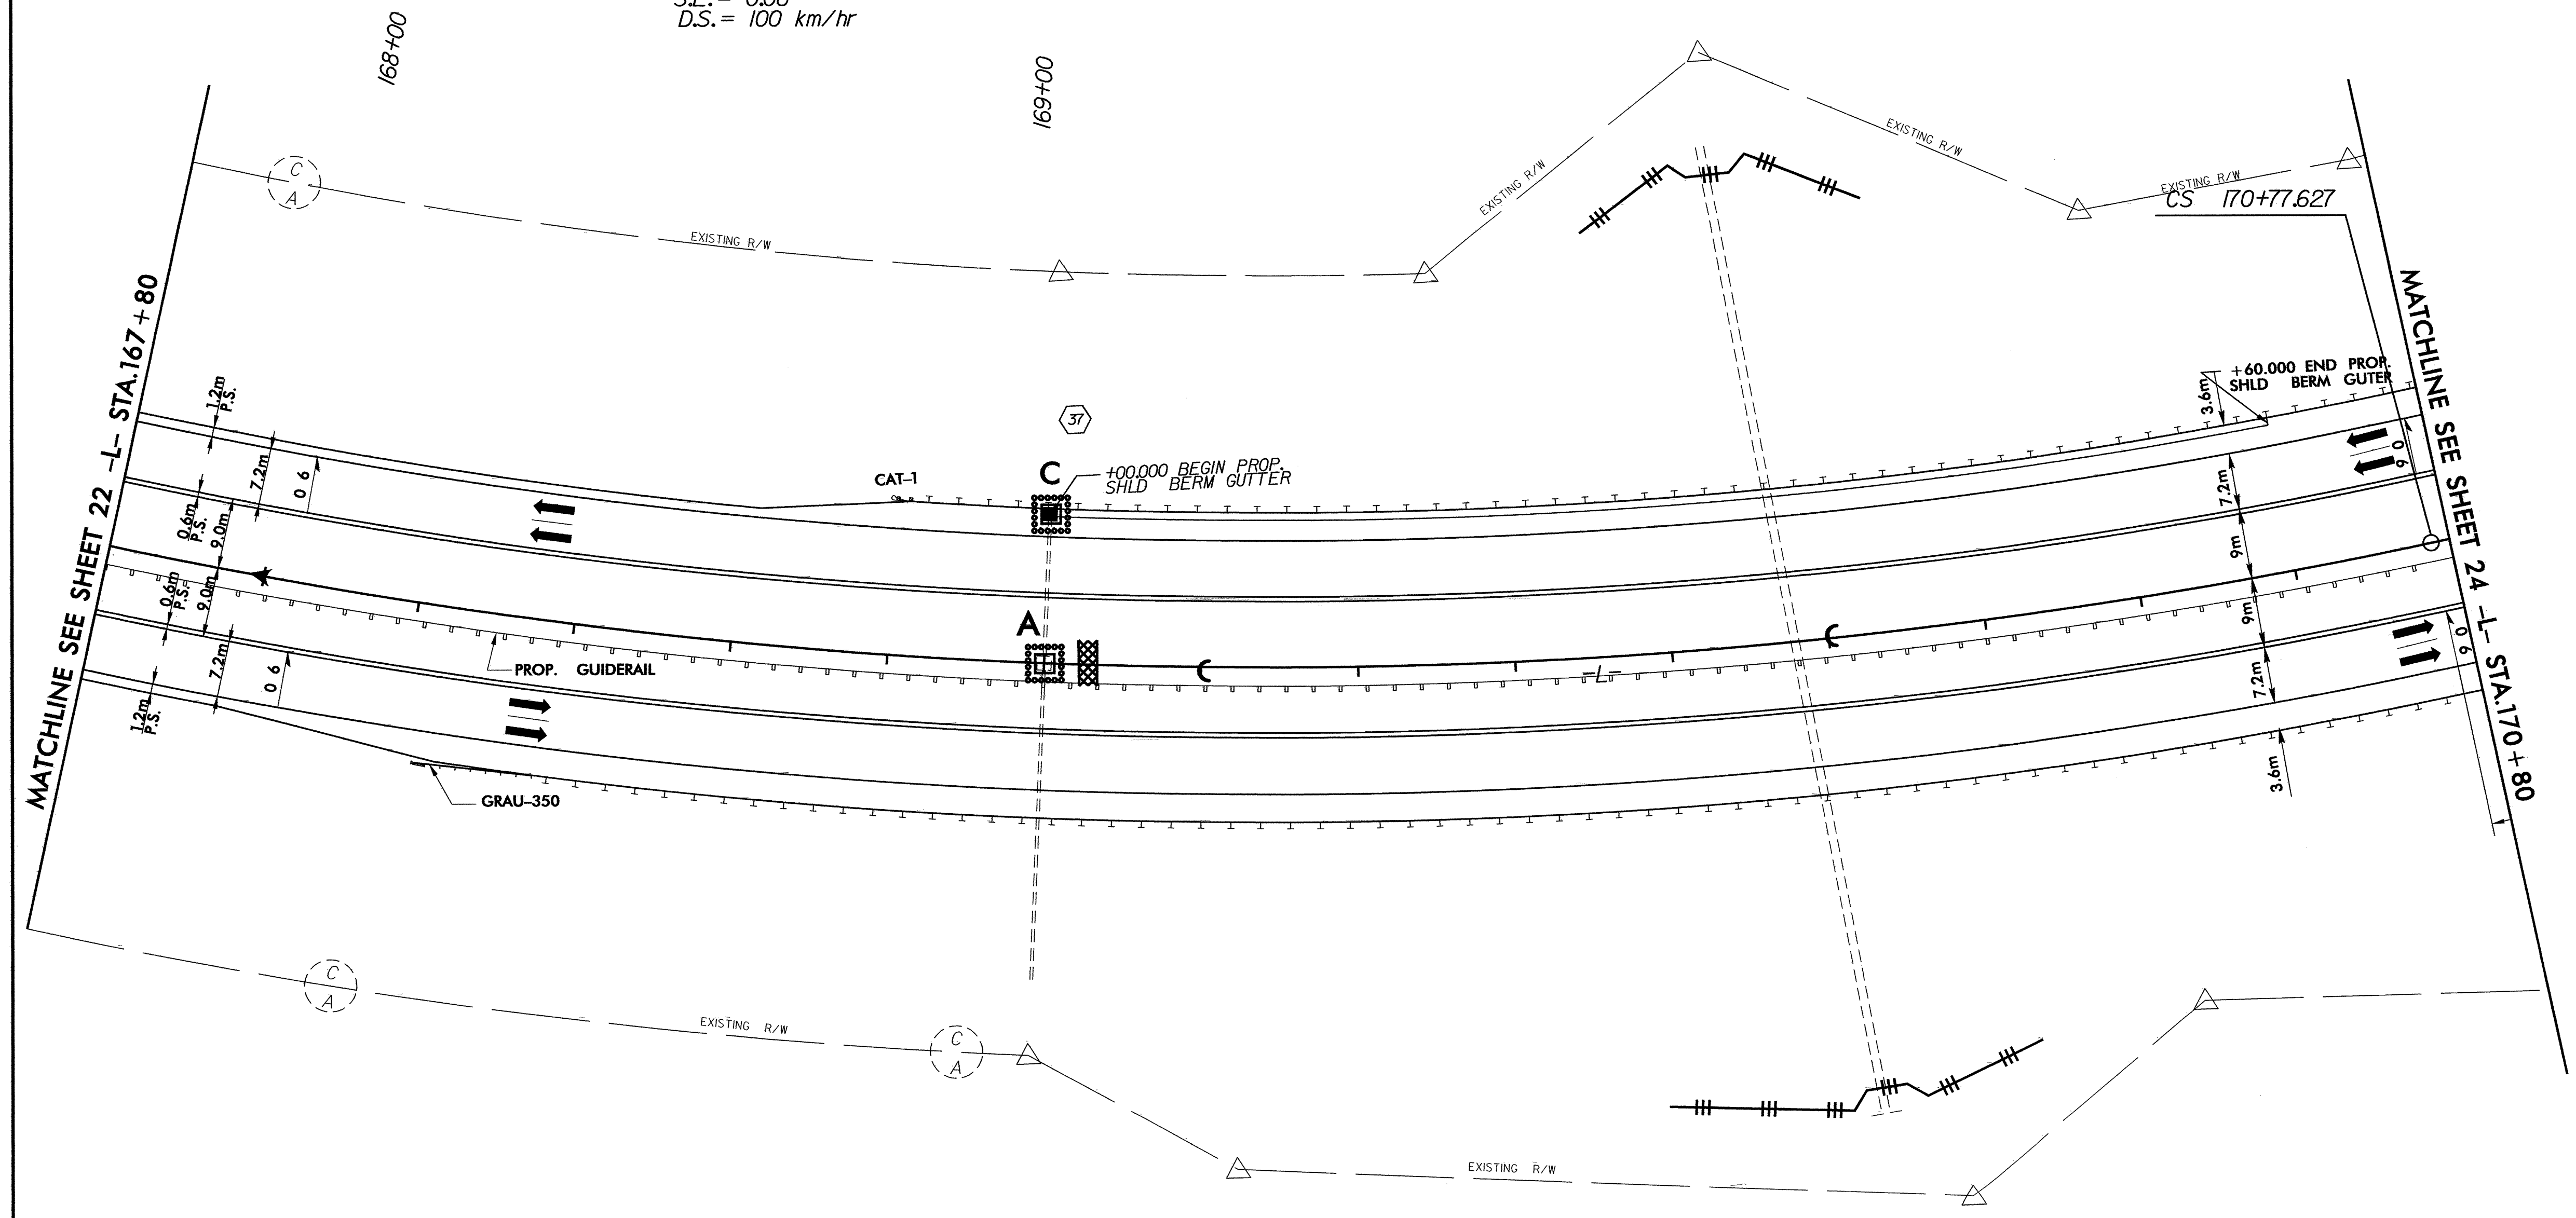 D.S.= 100 km/hr
168+00
169+00
C
A
EXISTING R/W
EXISTING R/W
EXISTING R/W
EXISTING R/W
CS 170+77.627
MATCHLINE SEE SHEET 22 -L- STA.167+80
MATCHLINE SEE SHEET 24 -L- STA.170+80
1.2m
P.S.
7.2m
0.6m
P.S.
9.0m
0.6m
P.S.
9.0m
7.2m
1.2m
P.S.
CAT-1
37
C
+00.000 BEGIN PROP.
SHLD BERM GUTTER
A
+60.000 END PROP.
SHLD BERM GUTER
3.6m
7.2m
9m
9m
7.2m
3.6m
-L-
PROP. GUIDERAIL
GRAU-350
C
A
C
A
EXISTING R/W
EXISTING R/W